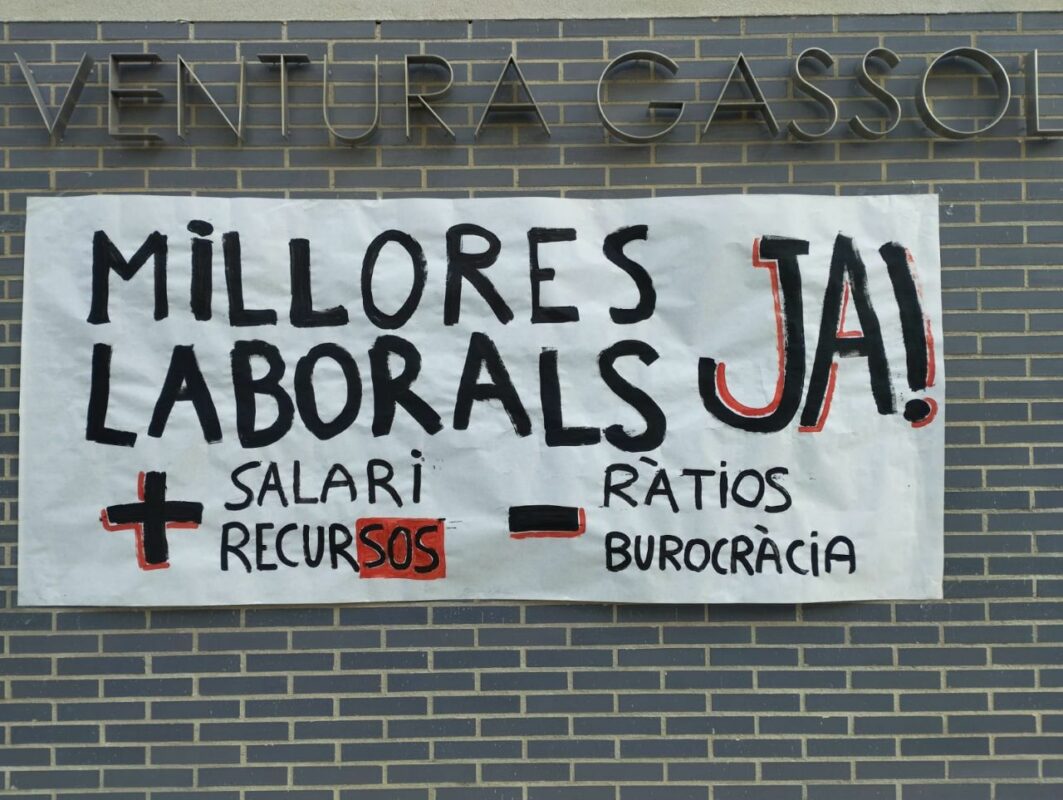 VENTURA GASSOL
MiLLORES
LABORALS JA!
+ SALARi
RECURSOS
- RÀTiOS
BUROCRÀCiA